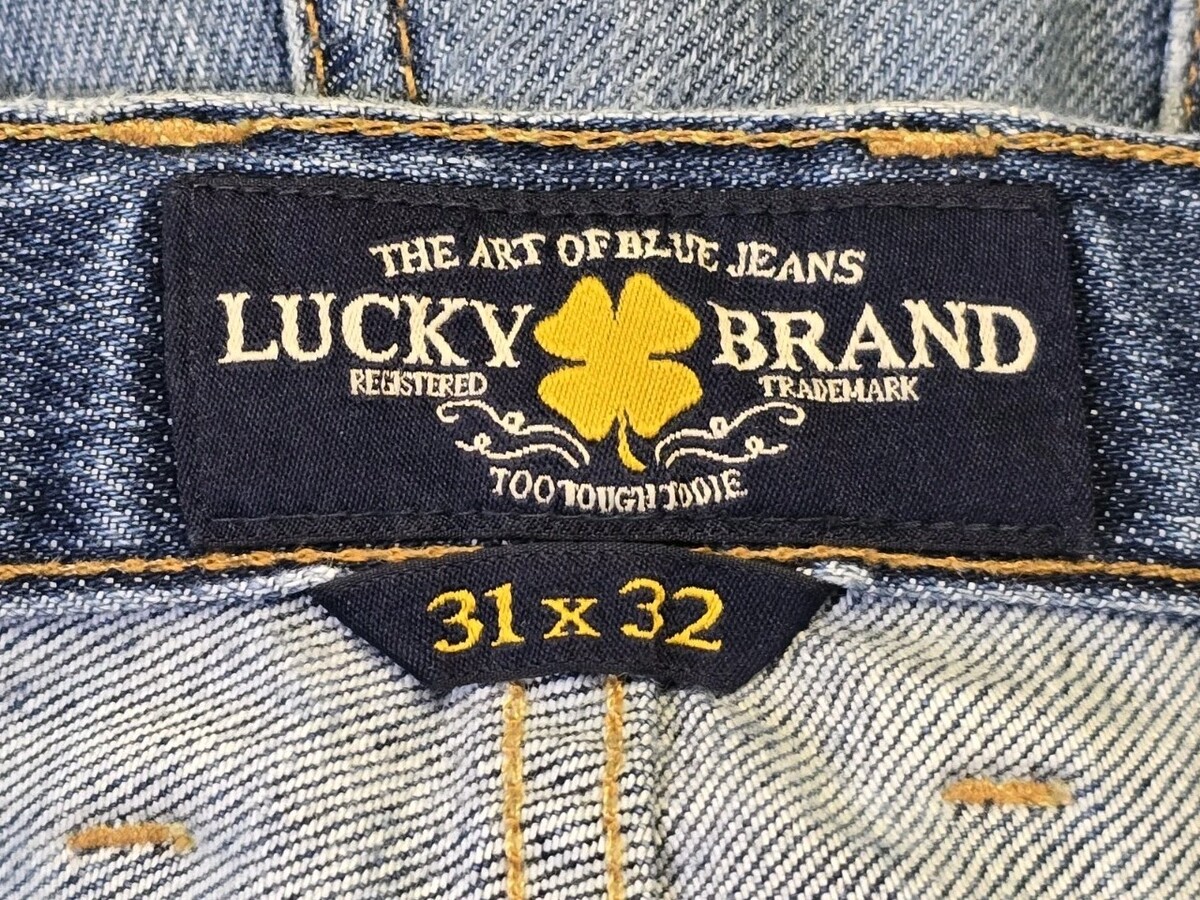 THE ART OF BLUE JEANS
LUCKY BRAND
REGISTERED TRADEMARK
TOO TOUGH TO DIE
31 x 32